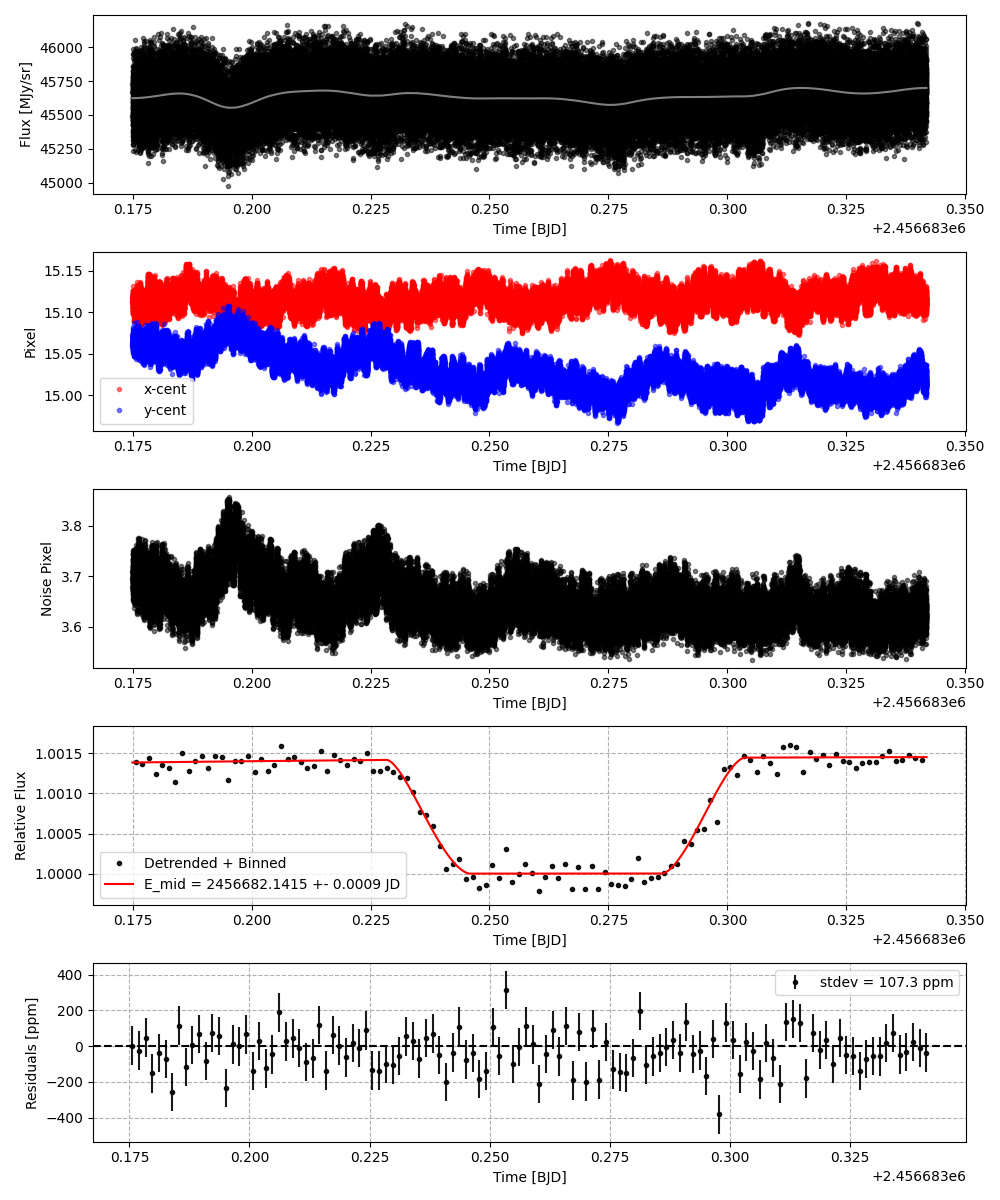 46000
45750
45500
45250
45000
Flux [MJy/sr]
0.175 0.200 0.225 0.250 0.275 0.300 0.325 0.350
Time [BJD]
+2.456683e6
15.15
15.10
15.05
15.00
Pixel
x-cent
y-cent
0.175 0.200 0.225 0.250 0.275 0.300 0.325 0.350
Time [BJD]
+2.456683e6
3.8
3.7
3.6
Noise Pixel
0.175 0.200 0.225 0.250 0.275 0.300 0.325 0.350
Time [BJD]
+2.456683e6
1.0015
1.0010
1.0005
1.0000
Relative Flux
Detrended + Binned
E_mid = 2456682.1415 +- 0.0009 JD
0.175 0.200 0.225 0.250 0.275 0.300 0.325 0.350
Time [BJD]
+2.456683e6
400
200
0
−200
−400
Residuals [ppm]
stdev = 107.3 ppm
0.175 0.200 0.225 0.250 0.275 0.300 0.325
Time [BJD]
+2.456683e6